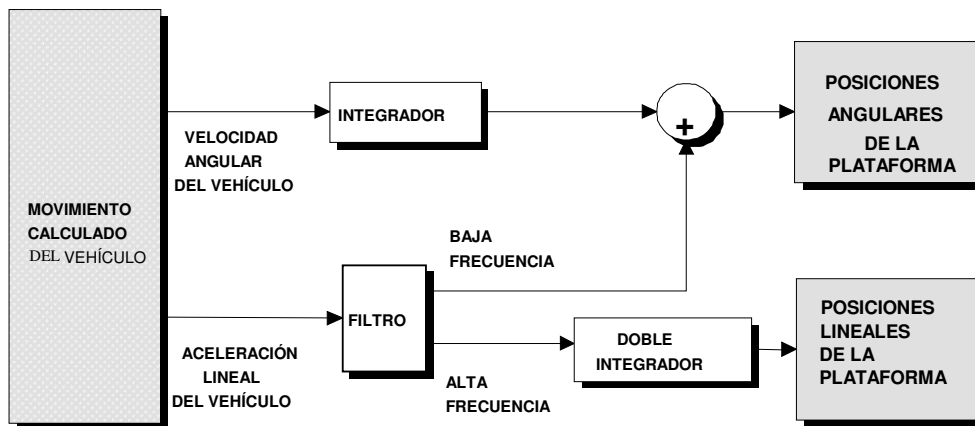 MOVIMIENTO
CALCULADO
DEL VEHÍCULO
VELOCIDAD
ANGULAR
DEL VEHÍCULO
INTEGRADOR
+
POSICIONES
ANGULARES
DE LA
PLATAFORMA
ACELERACIÓN
LINEAL
DEL VEHÍCULO
FILTRO
BAJA
FRECUENCIA
ALTA
FRECUENCIA
DOBLE
INTEGRADOR
POSICIONES
LINEALES
DE LA
PLATAFORMA